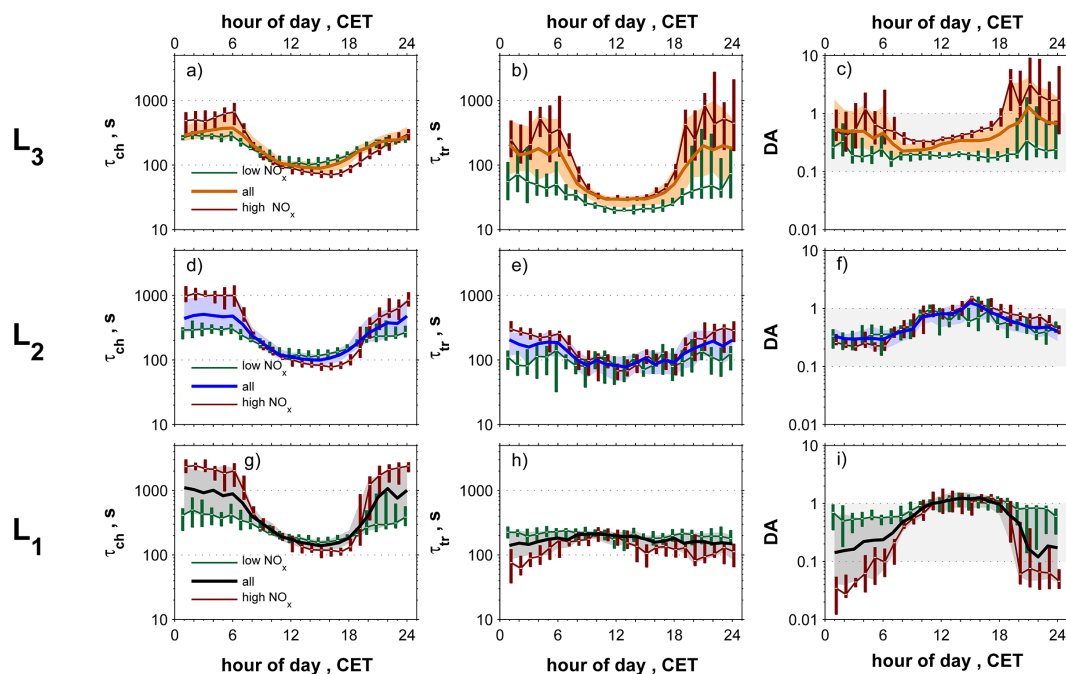 hour of day , CET
hour of day , CET
hour of day , CET
0 6 12 18 24
0 6 12 18 24
0 6 12 18 24
L3
a)
1000
100
10
τch , s
low NOx
all
high NOx
b)
1000
100
10
τtr , s
c)
10
1
0.1
0.01
DA
L2
d)
1000
100
10
τch , s
low NOx
all
high NOx
e)
1000
100
10
τtr , s
f)
10
1
0.1
0.01
DA
L1
g)
1000
100
10
τch , s
low NOx
all
high NOx
h)
1000
100
10
τtr , s
i)
10
1
0.1
0.01
DA
0 6 12 18 24
0 6 12 18 24
0 6 12 18 24
hour of day , CET
hour of day , CET
hour of day , CET